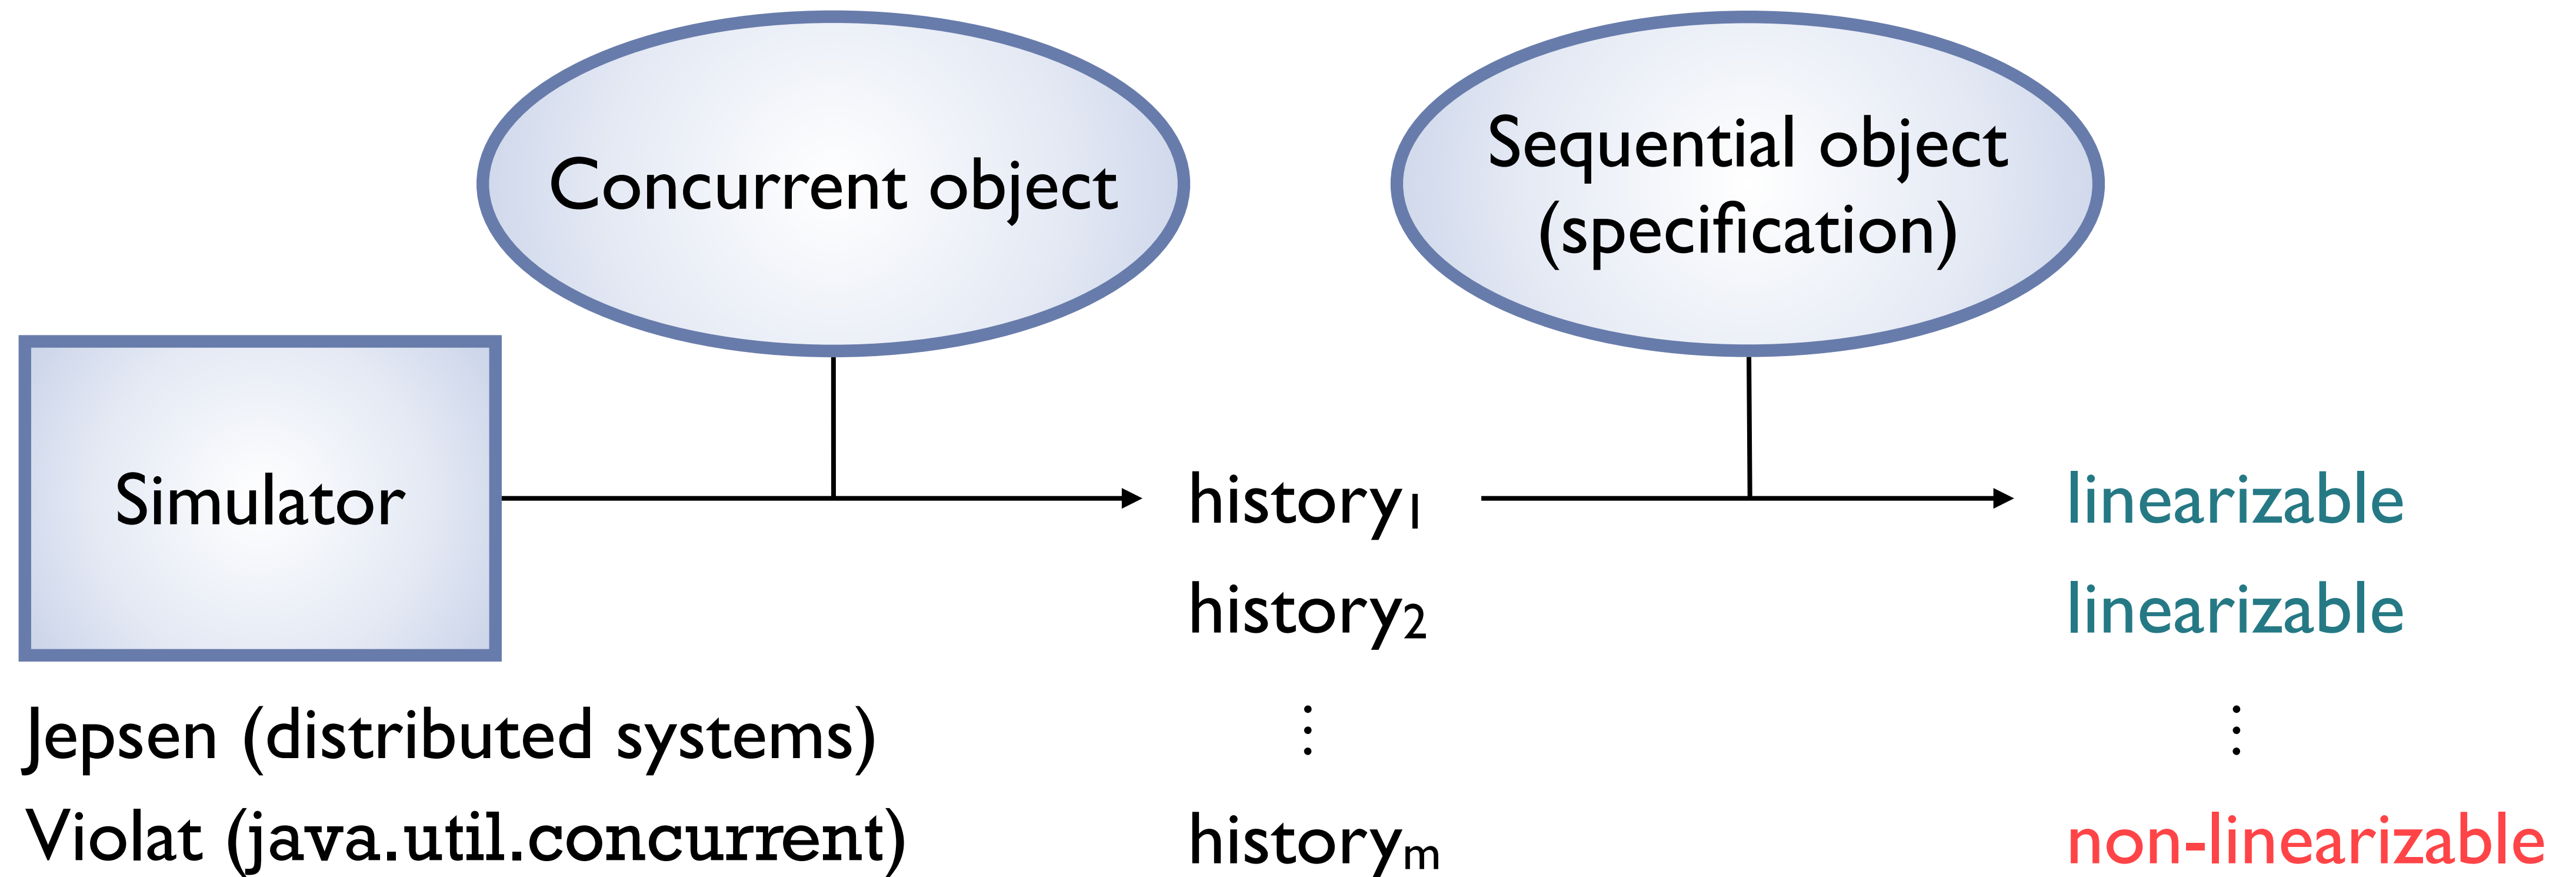 Concurrent object
Sequential object
(specification)
Simulator
history₁
linearizable
history₂
linearizable
Jepsen (distributed systems)
⋮
⋮
Violat (java.util.concurrent)
historyₘ
non-linearizable